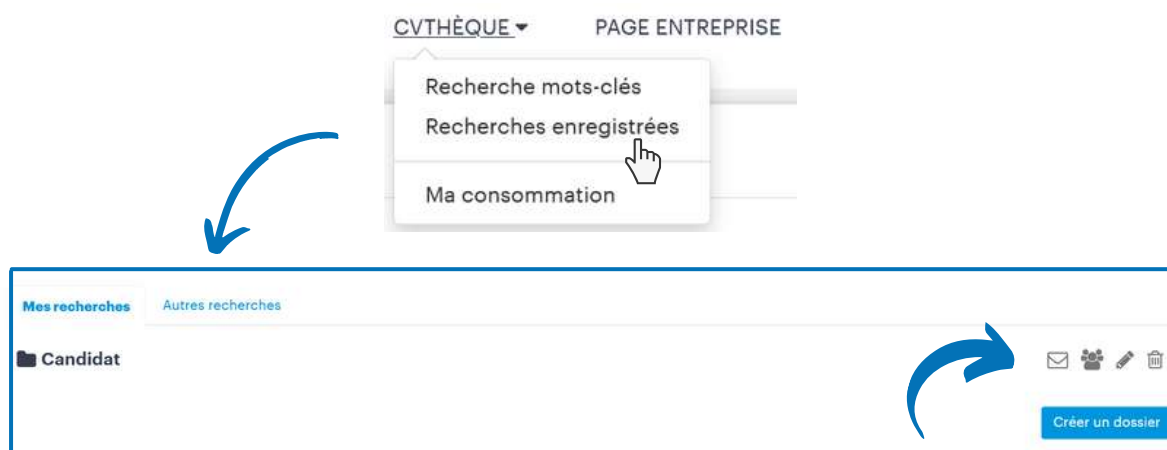 CVTHÈQUE PAGE ENTREPRISE
Recherche mots-clés
Recherches enregistrées
Ma consommation
Mes recherches Autres recherches
Candidat
Créer un dossier